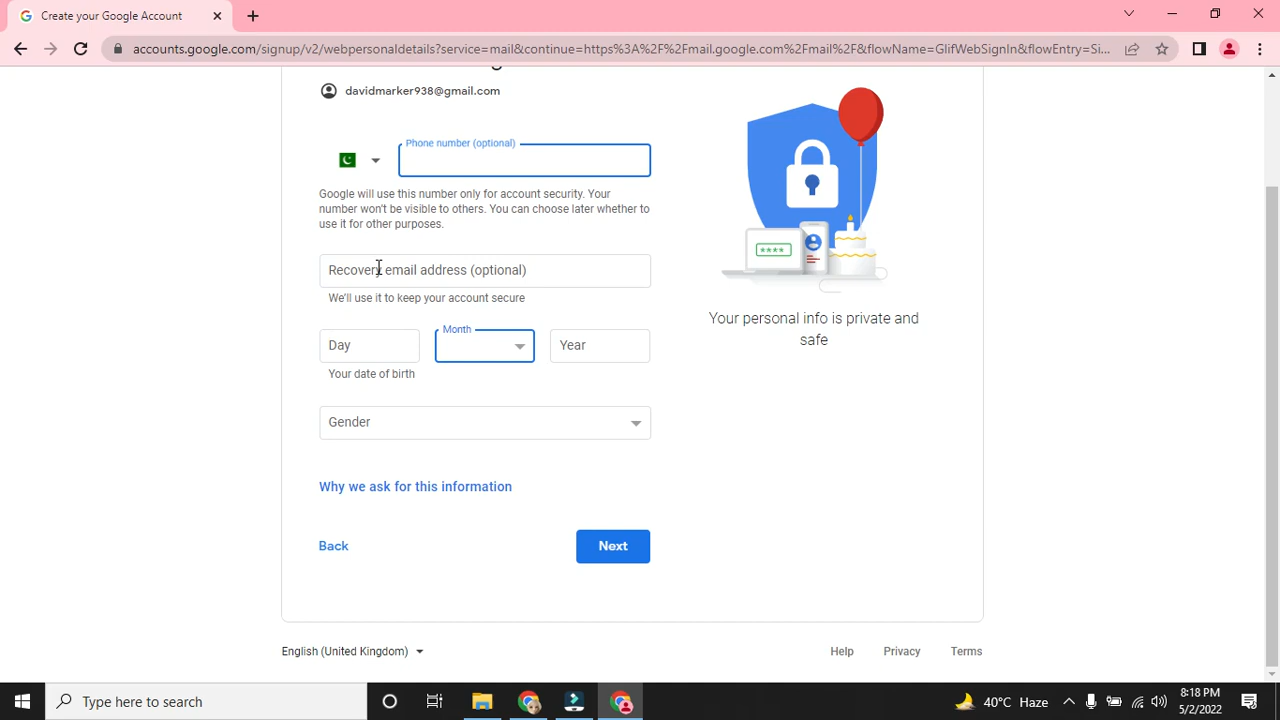 Create your Google Account
accounts.google.com/signup/v2/webpersonaldetails?service=mail&continue=https%3A%2F%2Fmail.google.com%2Fmail%2F&flowName=GlifWebSignIn&flowEntry=Si...
davidmarker938@gmail.com
Phone number (optional)
Google will use this number only for account security. Your
number won't be visible to others. You can choose later whether to
use it for other purposes.
Recovery email address (optional)
We'll use it to keep your account secure
Month
Day
Year
Your date of birth
Gender
Why we ask for this information
Back
Next
****
Your personal info is private and
safe
English (United Kingdom)
Help
Privacy
Terms
Type here to search
40°C Haze
8:18 PM
5/2/2022